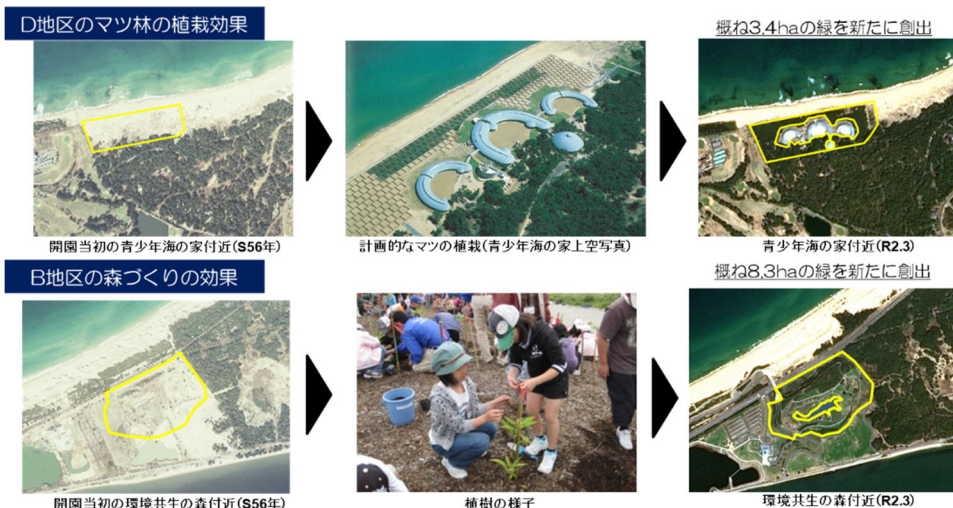 D地区のマツ林の植栽効果
概ね3.4haの緑を新たに創出
開園当初の青少年海の家付近(S56年)
計画的なマツの植栽(青少年海の家上空写真)
青少年海の家付近(R2.3)
B地区の森づくりの効果
概ね8.3haの緑を新たに創出
開園当初の環境共生の森付近(S56年)
植樹の様子
環境共生の森付近(R2.3)